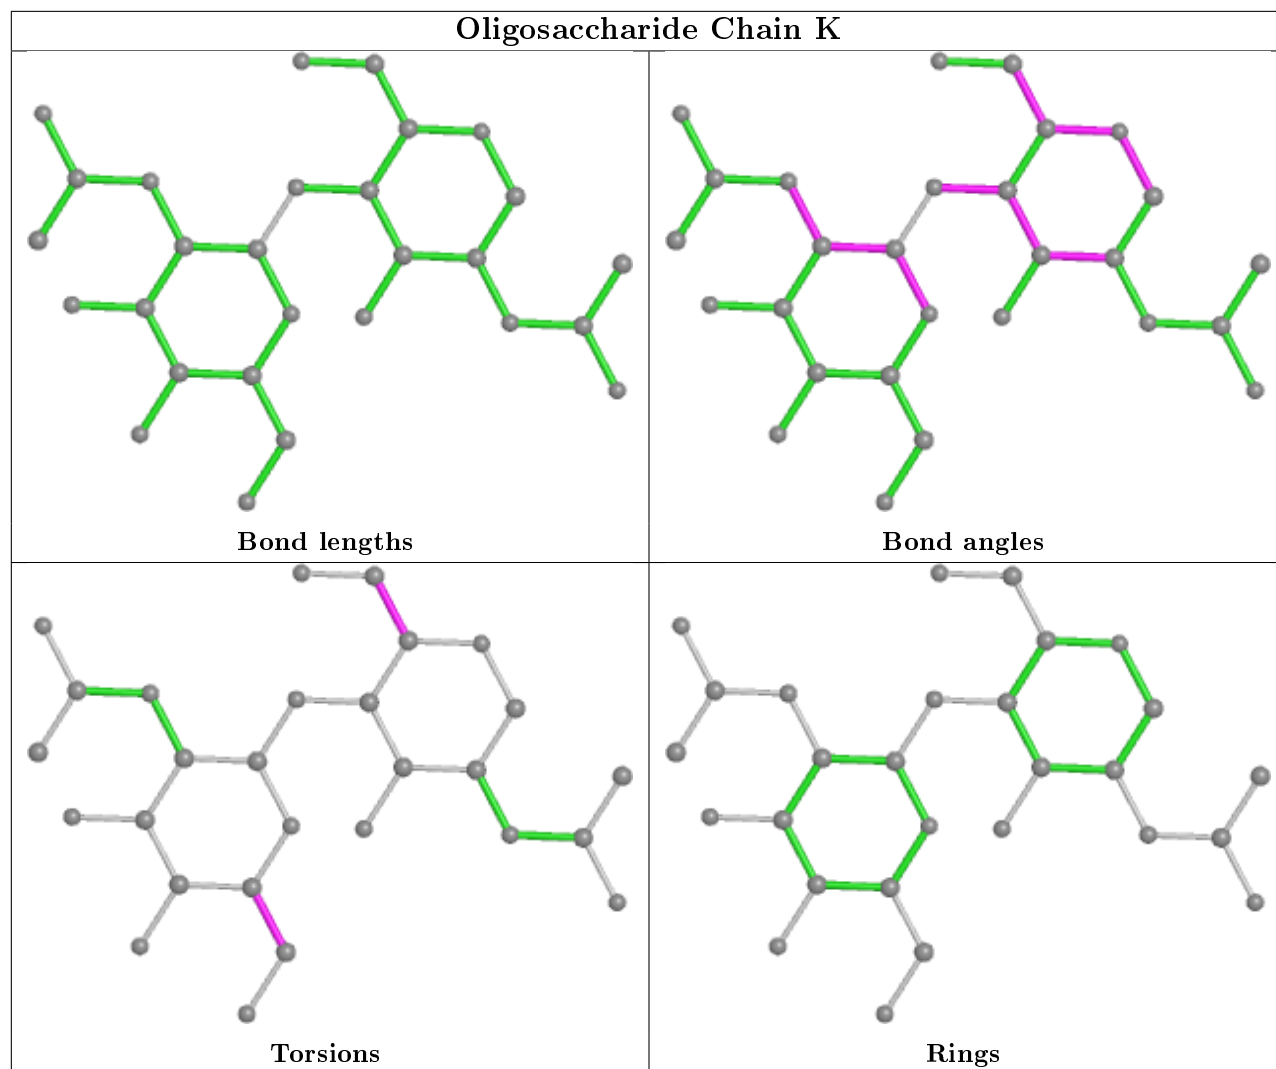 Oligosaccharide Chain K
Bond lengths
Bond angles
Torsions
Rings